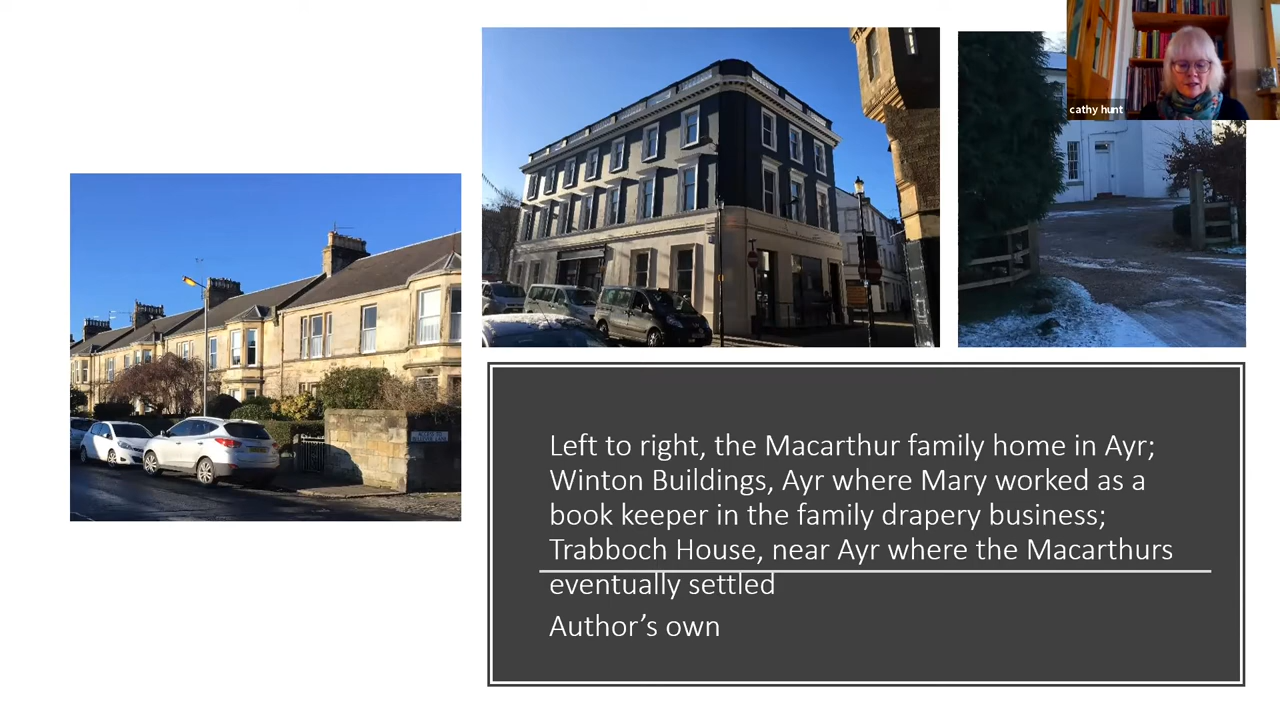 cathy hunt
Left to right, the Macarthur family home in Ayr;
Winton Buildings, Ayr where Mary worked as a
book keeper in the family drapery business;
Trabboch House, near Ayr where the Macarthurs
eventually settled
Author’s own